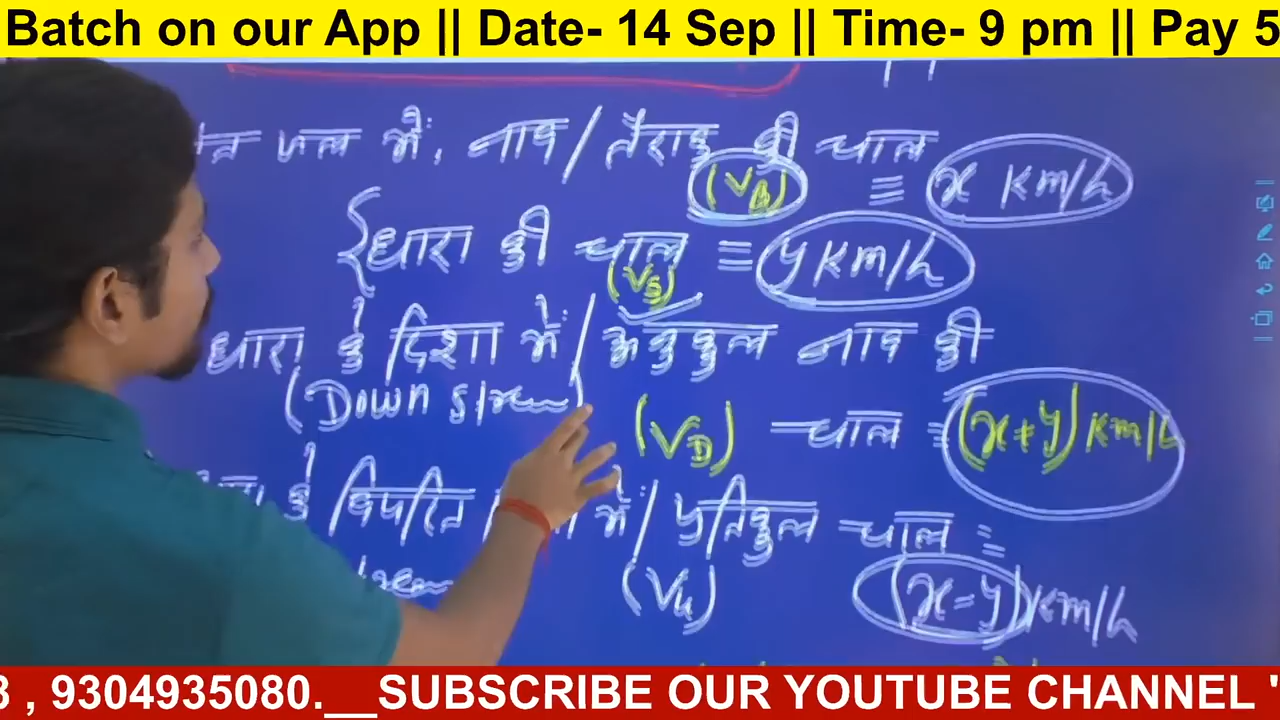 Batch on our App || Date- 14 Sep || Time- 9 pm || Pay 5
जल में, नाव/तैराकु की चाल
(VB) ≡ x Km/h
{धारा की चाल ≡ y Km/h
(VS)
धारा के दिशा में/अनुकुल नाव की
(Down stream) (VD) चाल ≡ (x+y) Km/h
के विपरित में/प्रतिकुल चाल ≡
(Vu) (x-y) Km/h
3 , 9304935080.__SUBSCRIBE OUR YOUTUBE CHANNEL "